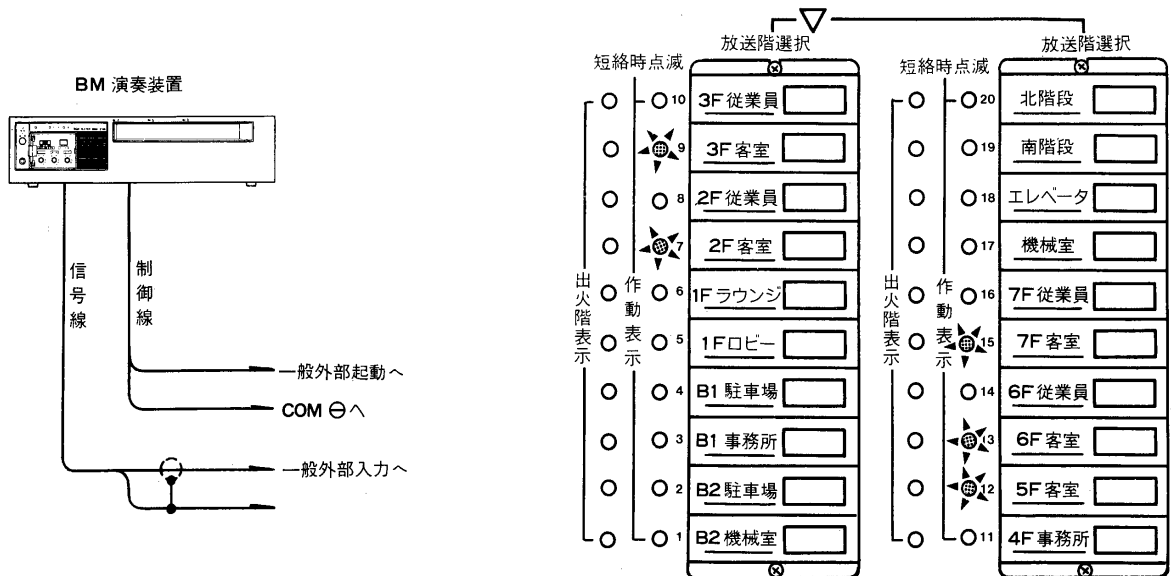 BM 演奏装置
信号線
制御線
一般外部起動へ
COM ⊖へ
一般外部入力へ
放送階選択
短絡時点滅
出火階表示
作動表示
10 3F 従業員
9 3F 客室
8 2F 従業員
7 2F 客室
6 1F ラウンジ
5 1F ロビー
4 B1 駐車場
3 B1 事務所
2 B2 駐車場
1 B2 機械室
放送階選択
短絡時点滅
出火階表示
作動表示
20 北階段
19 南階段
18 エレベータ
17 機械室
16 7F 従業員
15 7F 客室
14 6F 従業員
13 6F 客室
12 5F 客室
11 4F 事務所